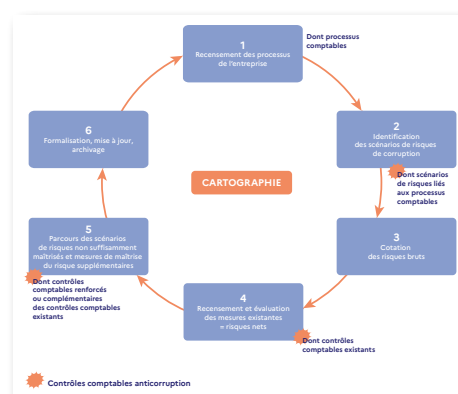 1
Recensement des processus
de l'entreprise
Dont processus
comptables
2
Identification
des scénarios de risques
de corruption
Dont scénarios
de risques liés
aux processus
comptables
3
Cotation
des risques bruts
4
Recensement et évaluation
des mesures existantes
= risques nets
Dont contrôles
comptables existants
5
Parcours des scénarios
de risques non suffisamment
maîtrisés et mesures de maîtrise
du risque supplémentaires
Dont contrôles
comptables renforcés
ou complémentaires
des contrôles comptables
existants
6
Formalisation, mise à jour,
archivage
CARTOGRAPHIE
Contrôles comptables anticorruption